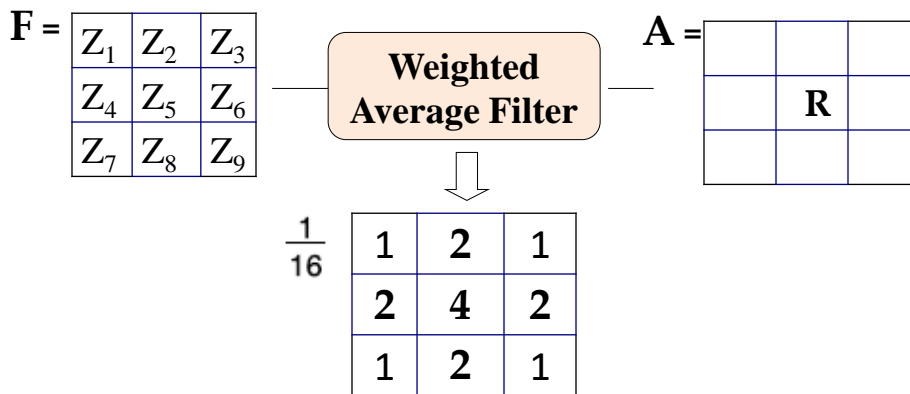 F =
Z1 Z2 Z3
Z4 Z5 Z6
Z7 Z8 Z9
Weighted
Average Filter
A =
R
1
16
1 2 1
2 4 2
1 2 1